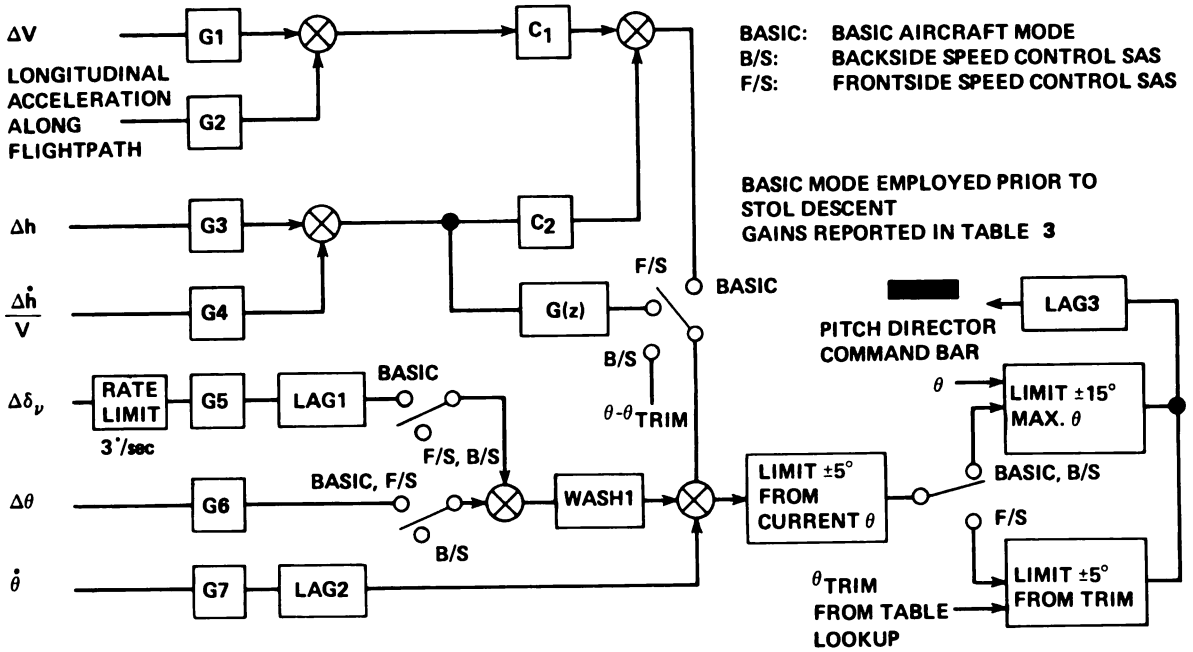 ΔV
G1
C₁
LONGITUDINAL
ACCELERATION
ALONG
FLIGHTPATH
G2
BASIC: BASIC AIRCRAFT MODE
B/S: BACKSIDE SPEED CONTROL SAS
F/S: FRONTSIDE SPEED CONTROL SAS
BASIC MODE EMPLOYED PRIOR TO
STOL DESCENT
GAINS REPORTED IN TABLE 3
Δh
G3
C₂
Δḣ
V
G4
G(z)
F/S
BASIC
B/S
θ-θTRIM
LAG3
PITCH DIRECTOR
COMMAND BAR
Δδν
RATE
LIMIT
3°/sec
G5
LAG1
BASIC
F/S, B/S
θ
LIMIT ±15°
MAX. θ
Δθ
G6
BASIC, F/S
B/S
WASH1
LIMIT ±5°
FROM
CURRENT θ
BASIC, B/S
F/S
θ̇
G7
LAG2
θTRIM
FROM TABLE
LOOKUP
LIMIT ±5°
FROM TRIM